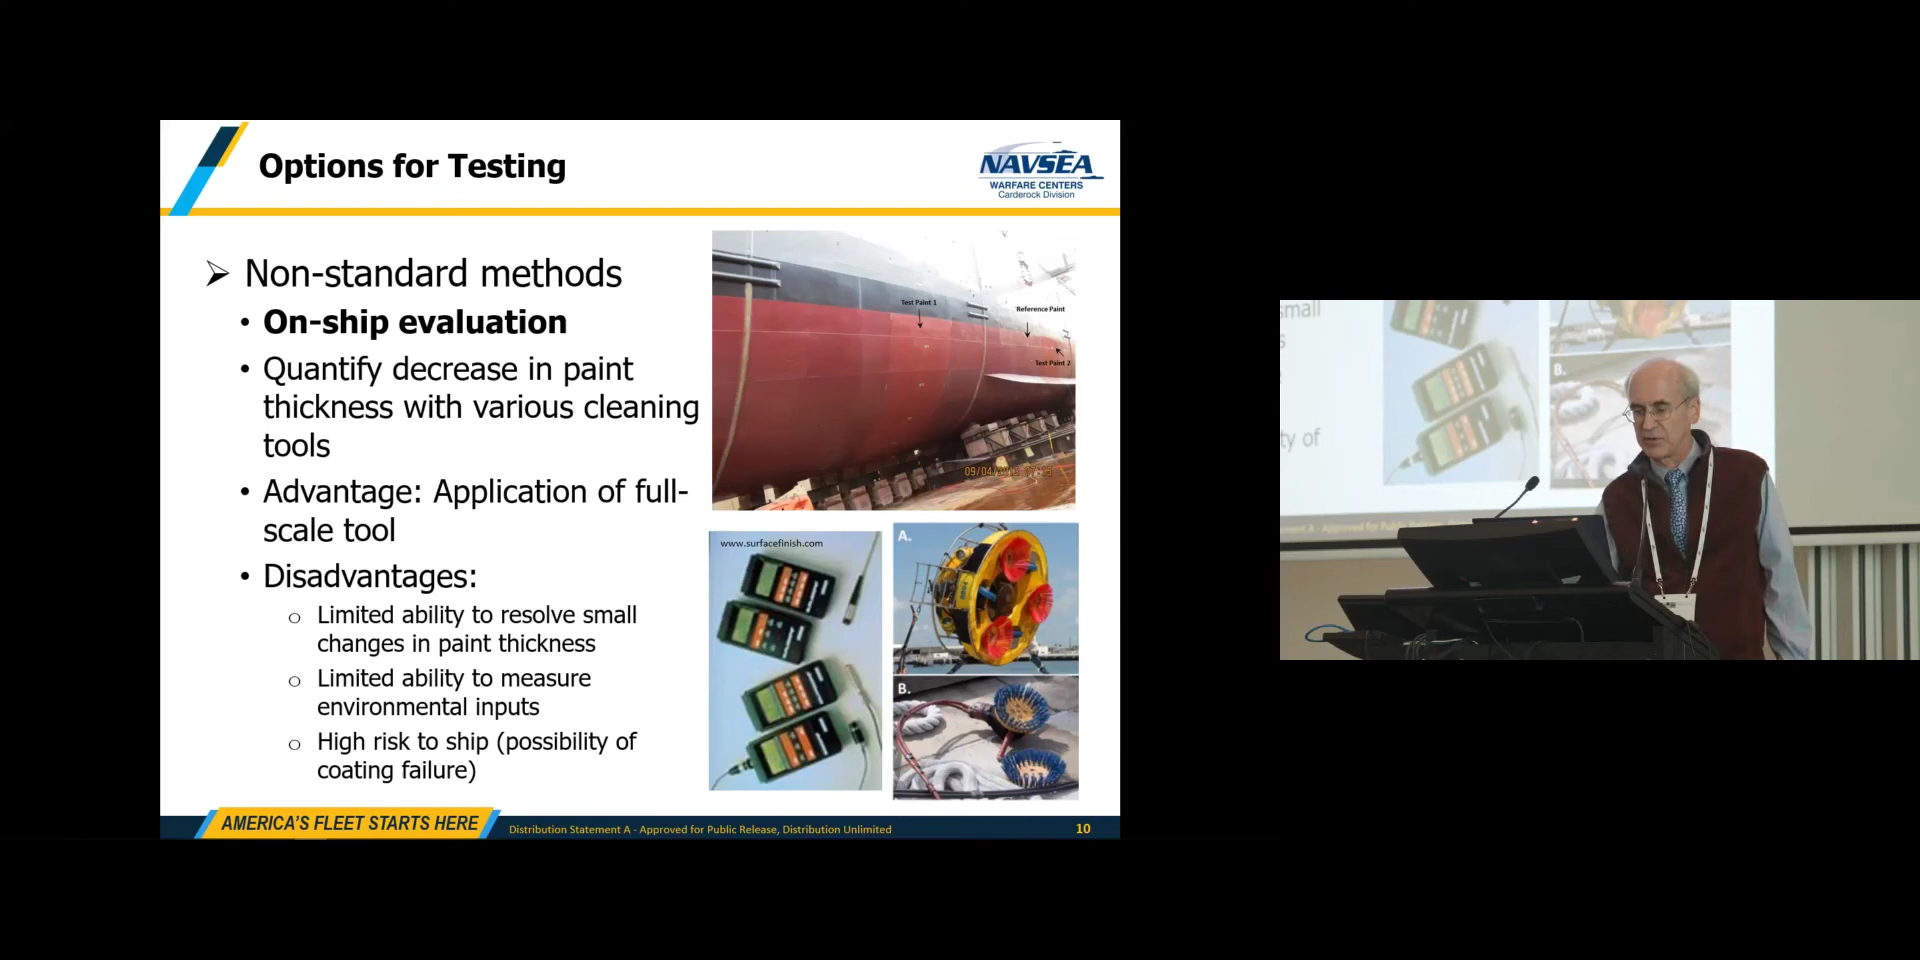 Options for Testing
NAVSEA
WARFARE CENTERS
Carderock Division
Non-standard methods
• On-ship evaluation
• Quantify decrease in paint
thickness with various cleaning
tools
• Advantage: Application of full-
scale tool
• Disadvantages:
o Limited ability to resolve small
changes in paint thickness
o Limited ability to measure
environmental inputs
o High risk to ship (possibility of
coating failure)
Test Paint 1
Reference Paint
Test Paint 2
www.surfacefinish.com
A.
B.
AMERICA'S FLEET STARTS HERE
Distribution Statement A - Approved for Public Release, Distribution Unlimited
10
small
B.
ty of
Statement A - Approved for Public